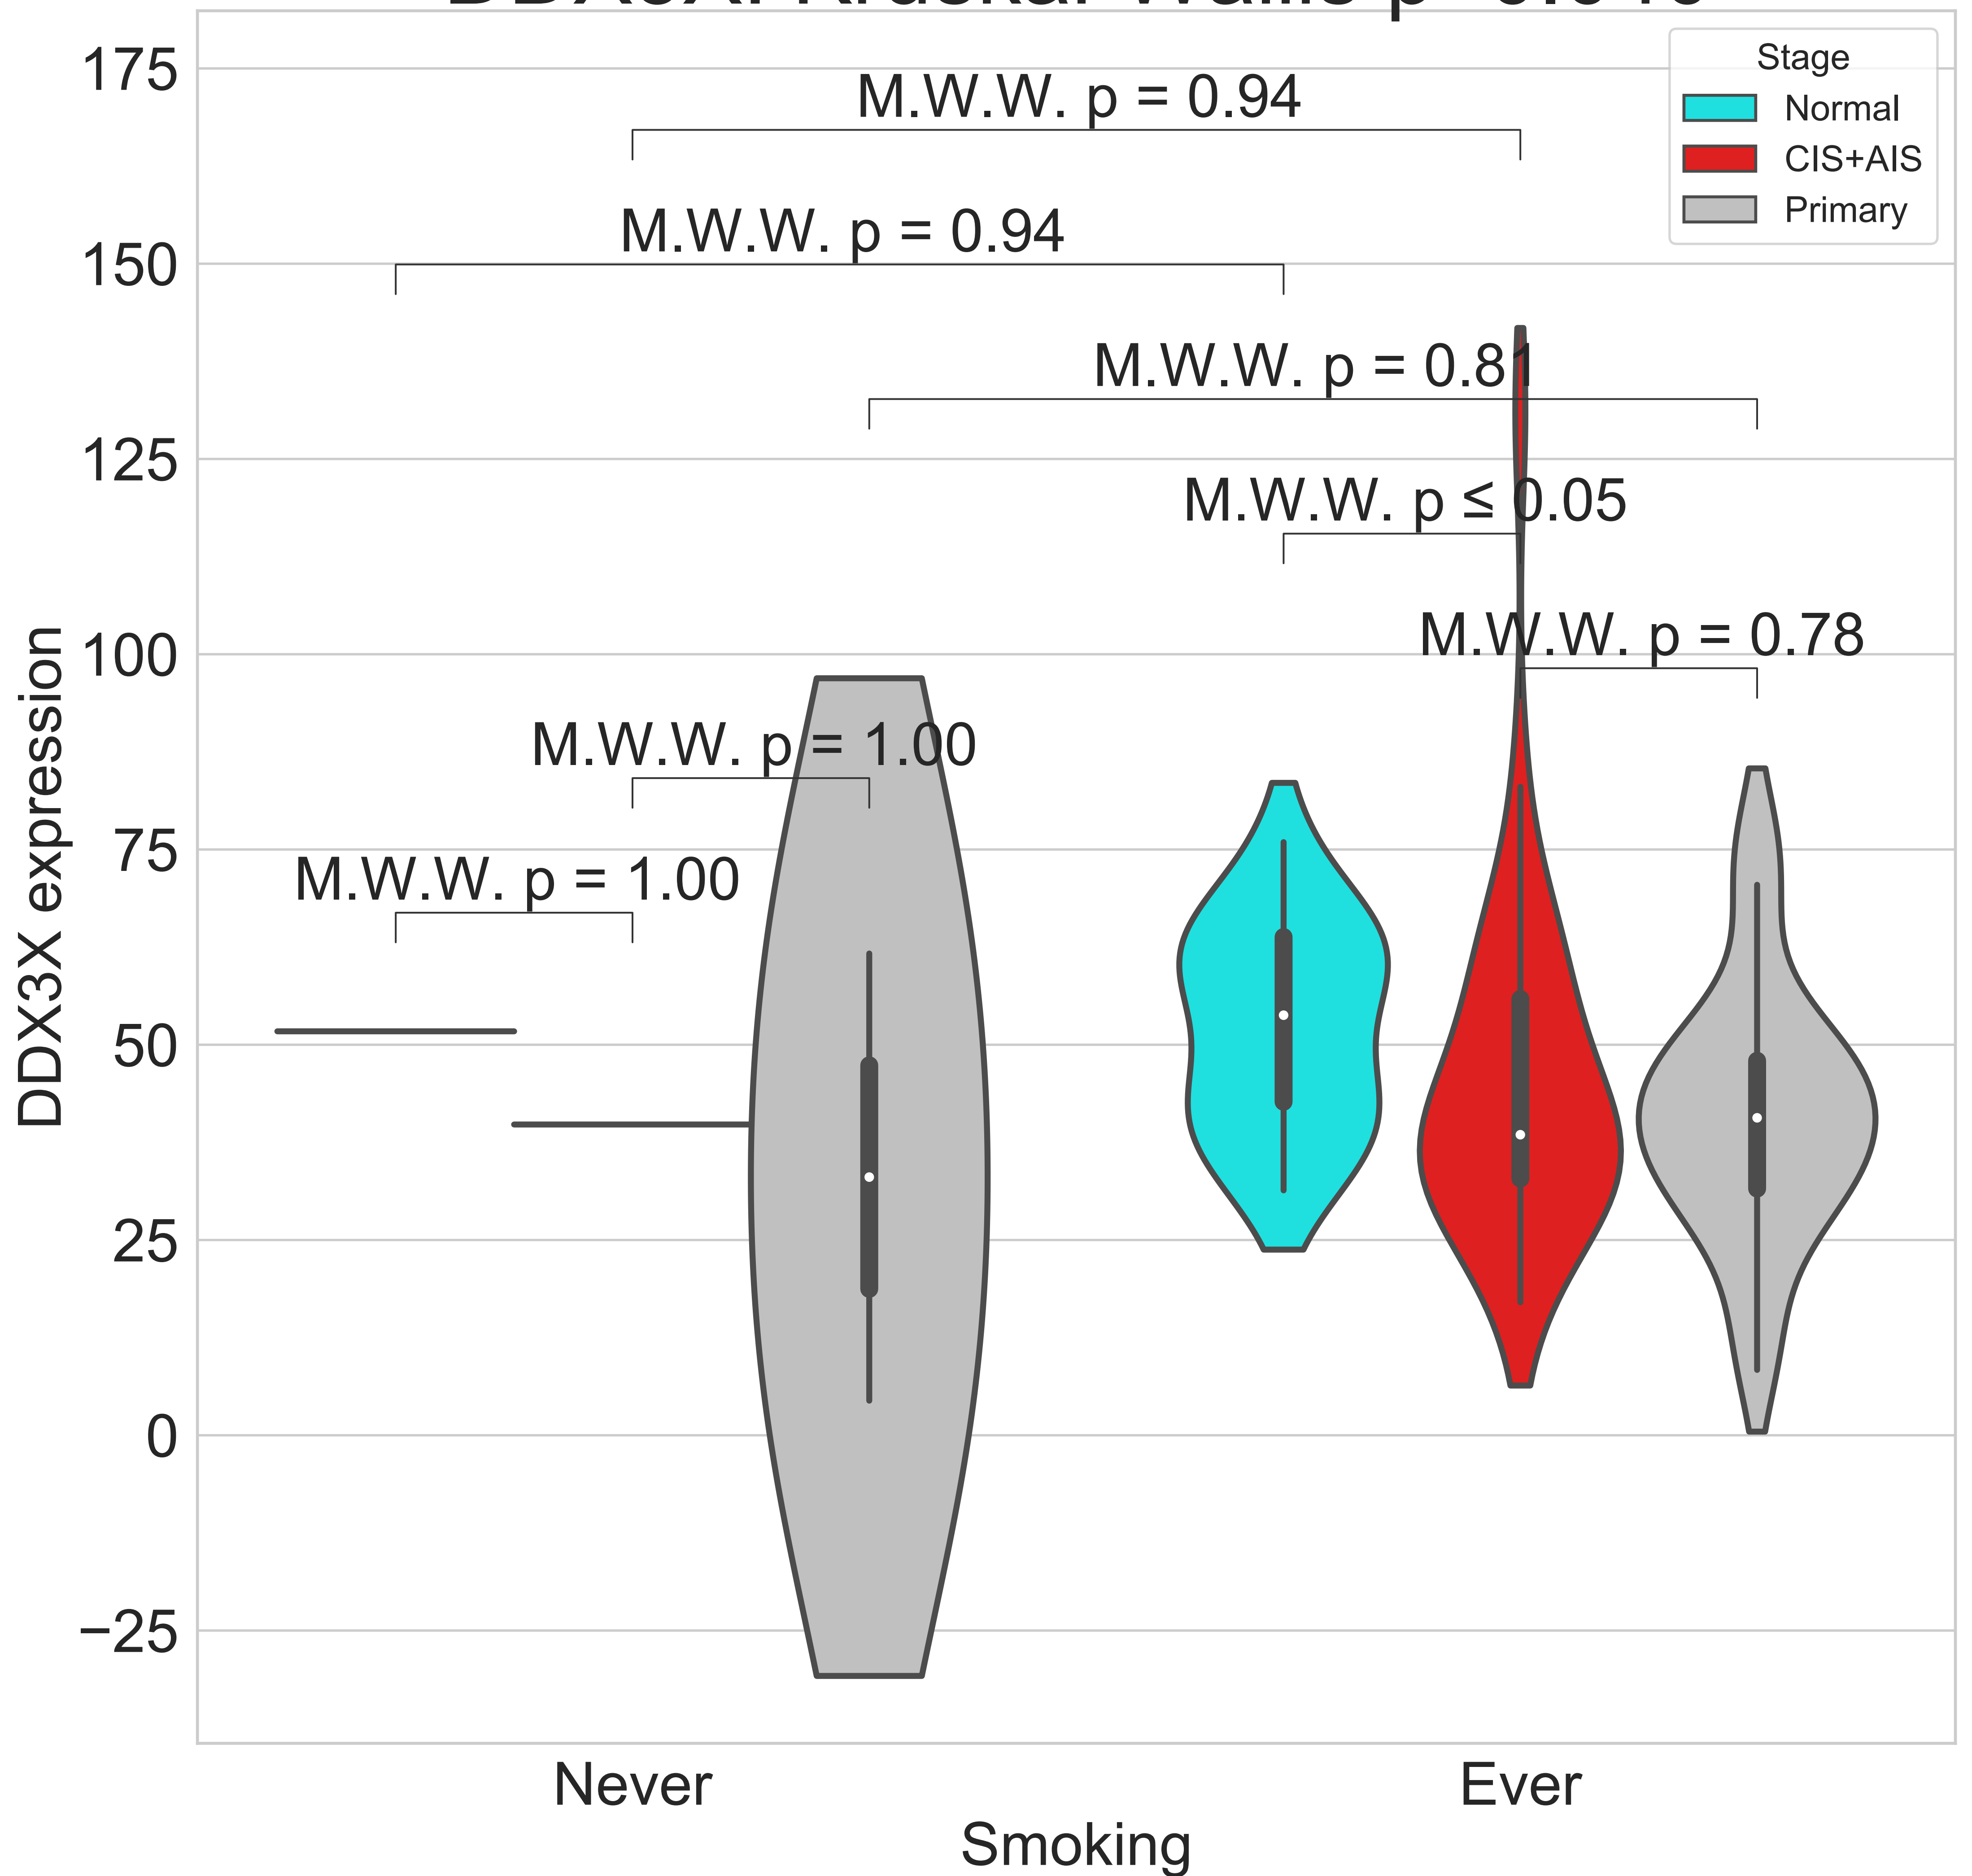 175
150
125
100
75
50
25
0
−25
DDX3X expression
M.W.W. p = 0.94
M.W.W. p = 0.94
M.W.W. p = 0.81
M.W.W. p ≤ 0.05
M.W.W. p = 0.78
M.W.W. p = 1.00
M.W.W. p = 1.00
Stage
Normal
CIS+AIS
Primary
Never
Ever
Smoking